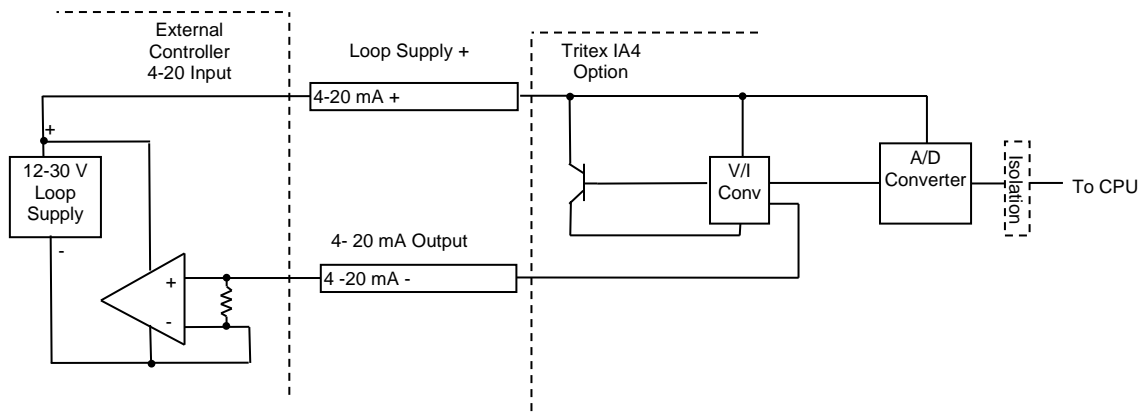 External
Controller
4-20 Input
Loop Supply +
Tritex IA4
Option
4-20 mA +
+
12-30 V
Loop
Supply
-
V/I
Conv
A/D
Converter
Isolation
To CPU
4- 20 mA Output
4 -20 mA -
+
-